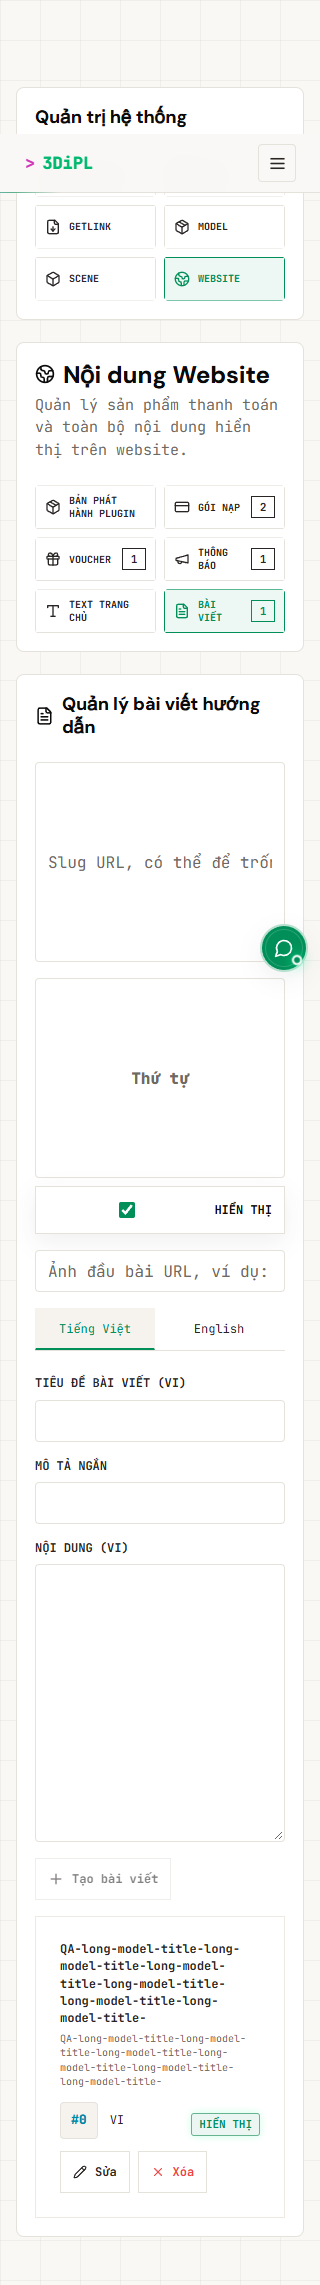 Quản trị hệ thống
> 3DiPL
GETLINK
MODEL
SCENE
WEBSITE
Nội dung Website
Quản lý sản phẩm thanh toán
và toàn bộ nội dung hiển
thị trên website.
BẢN PHÁT
HÀNH PLUGIN
GÓI NẠP 2
VOUCHER 1
THÔNG
BÁO 1
TEXT TRANG
CHỦ
BÀI
VIẾT 1
Quản lý bài viết hướng
dẫn
Slug URL, có thể để trốn
Thứ tự
HIỂN THỊ
Ảnh đầu bài URL, ví dụ:
Tiếng Việt
English
TIÊU ĐỀ BÀI VIẾT (VI)
MÔ TẢ NGẮN
NỘI DUNG (VI)
Tạo bài viết
QA-long-model-title-long-
model-title-long-model-
title-long-model-title-
long-model-title-long-
model-title-
QA-long-model-title-long-model-
title-long-model-title-long-
model-title-long-model-title-
long-model-title-
#0 VI HIỂN THỊ
Sửa
Xóa